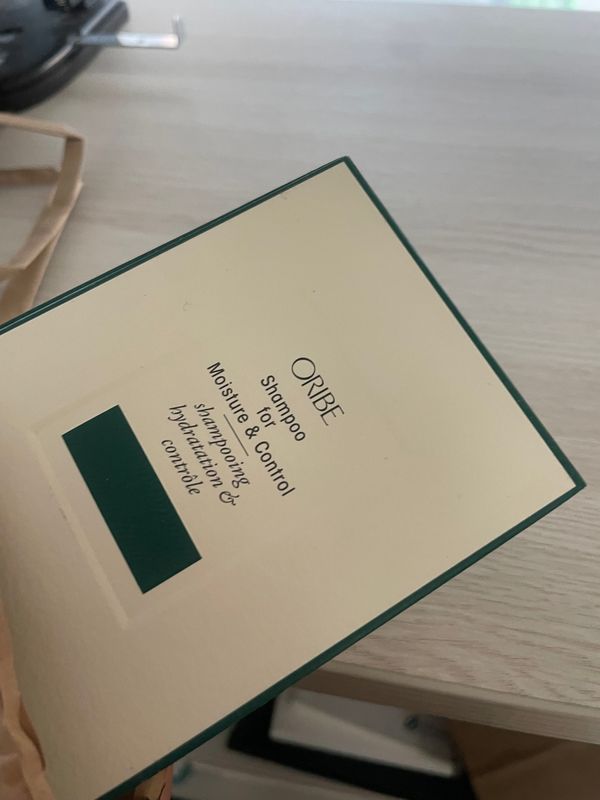 ORIBE
Shampoo
for
Moisture & Control
shampooing
hydratation &
contrôle